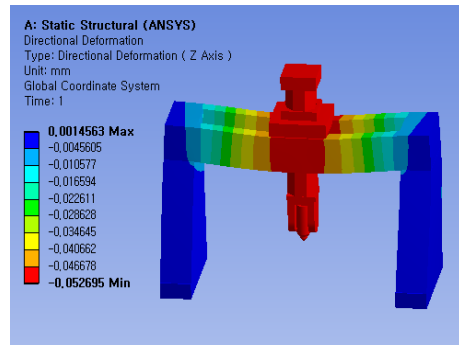 A: Static Structural (ANSYS)
Directional Deformation
Type: Directional Deformation ( Z Axis )
Unit: mm
Global Coordinate System
Time: 1
0,0014563 Max
-0,0045605
-0,010577
-0,016594
-0,022611
-0,028628
-0,034645
-0,040662
-0,046678
-0,052695 Min